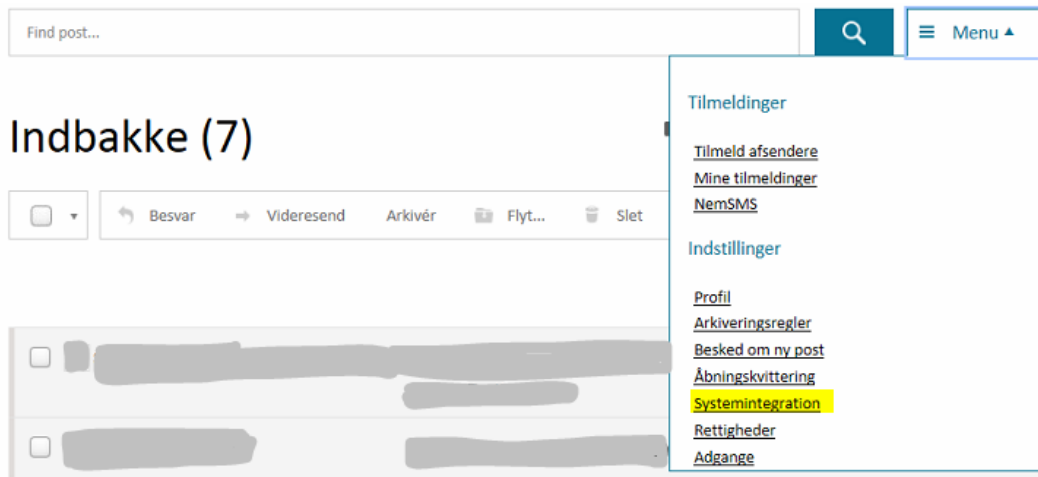 Find post...
Menu
Tilmeldinger
Indbakke (7)
Tilmeld afsendere
Mine tilmeldinger
NemSMS
Besvar Videresend Arkivér Flyt... Slet
Indstillinger
Profil
Arkiveringsregler
Besked om ny post
Åbningskvittering
Systemintegration
Rettigheder
Adgange